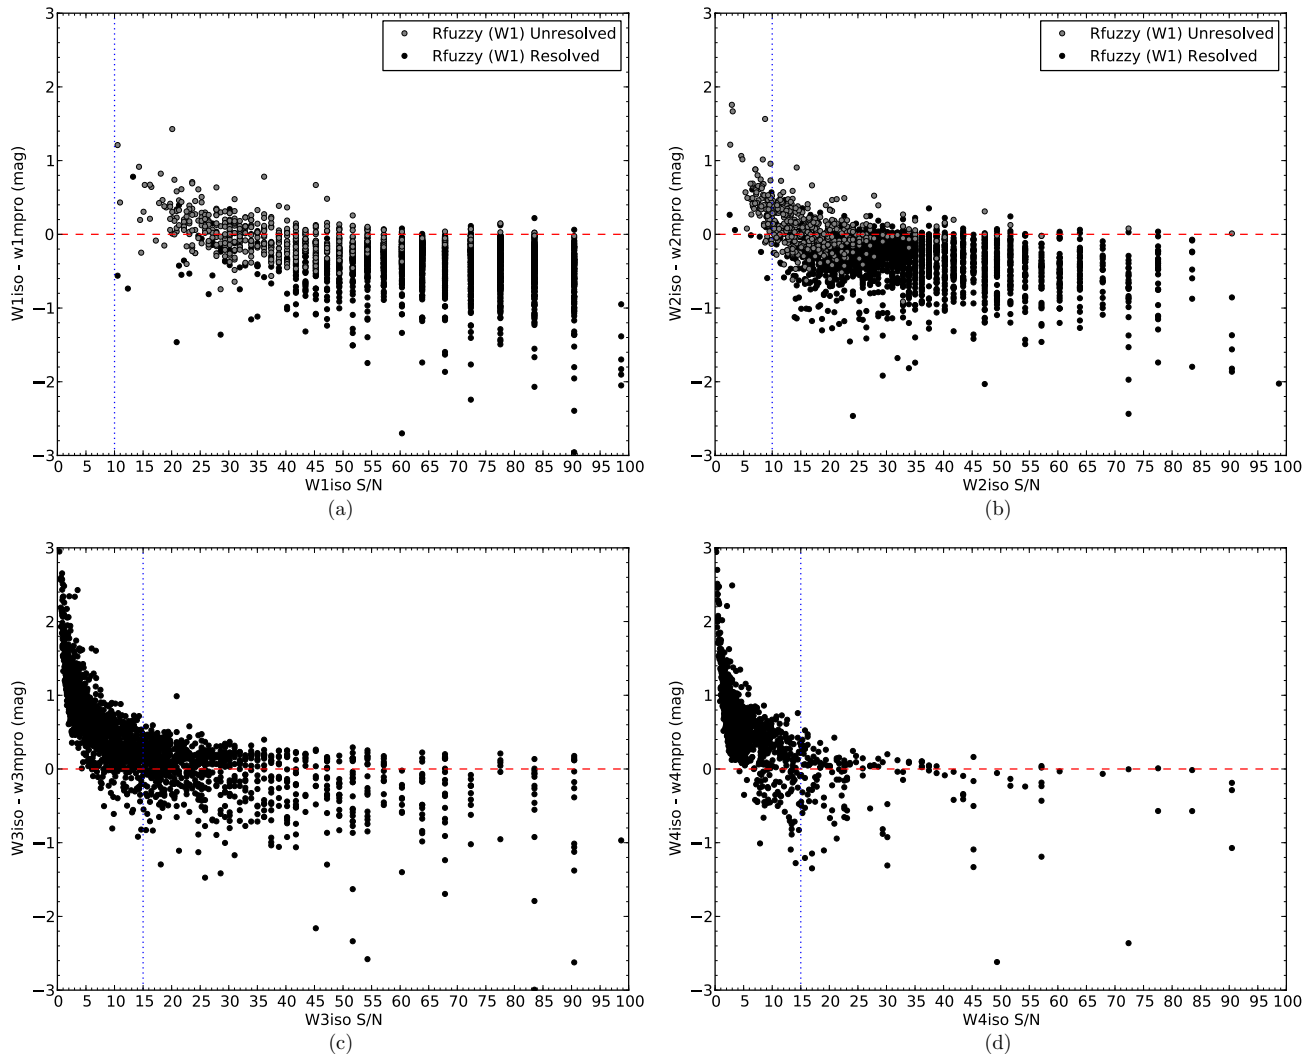 3
2
1
0
−1
−2
−3
W1iso - w1mpro (mag)
Rfuzzy (W1) Unresolved
Rfuzzy (W1) Resolved
0 5 10 15 20 25 30 35 40 45 50 55 60 65 70 75 80 85 90 95 100
W1iso S/N
(a)
3
2
1
0
−1
−2
−3
W2iso - w2mpro (mag)
Rfuzzy (W1) Unresolved
Rfuzzy (W1) Resolved
0 5 10 15 20 25 30 35 40 45 50 55 60 65 70 75 80 85 90 95 100
W2iso S/N
(b)
3
2
1
0
−1
−2
−3
W3iso - w3mpro (mag)
0 5 10 15 20 25 30 35 40 45 50 55 60 65 70 75 80 85 90 95 100
W3iso S/N
(c)
3
2
1
0
−1
−2
−3
W4iso - w4mpro (mag)
0 5 10 15 20 25 30 35 40 45 50 55 60 65 70 75 80 85 90 95 100
W4iso S/N
(d)